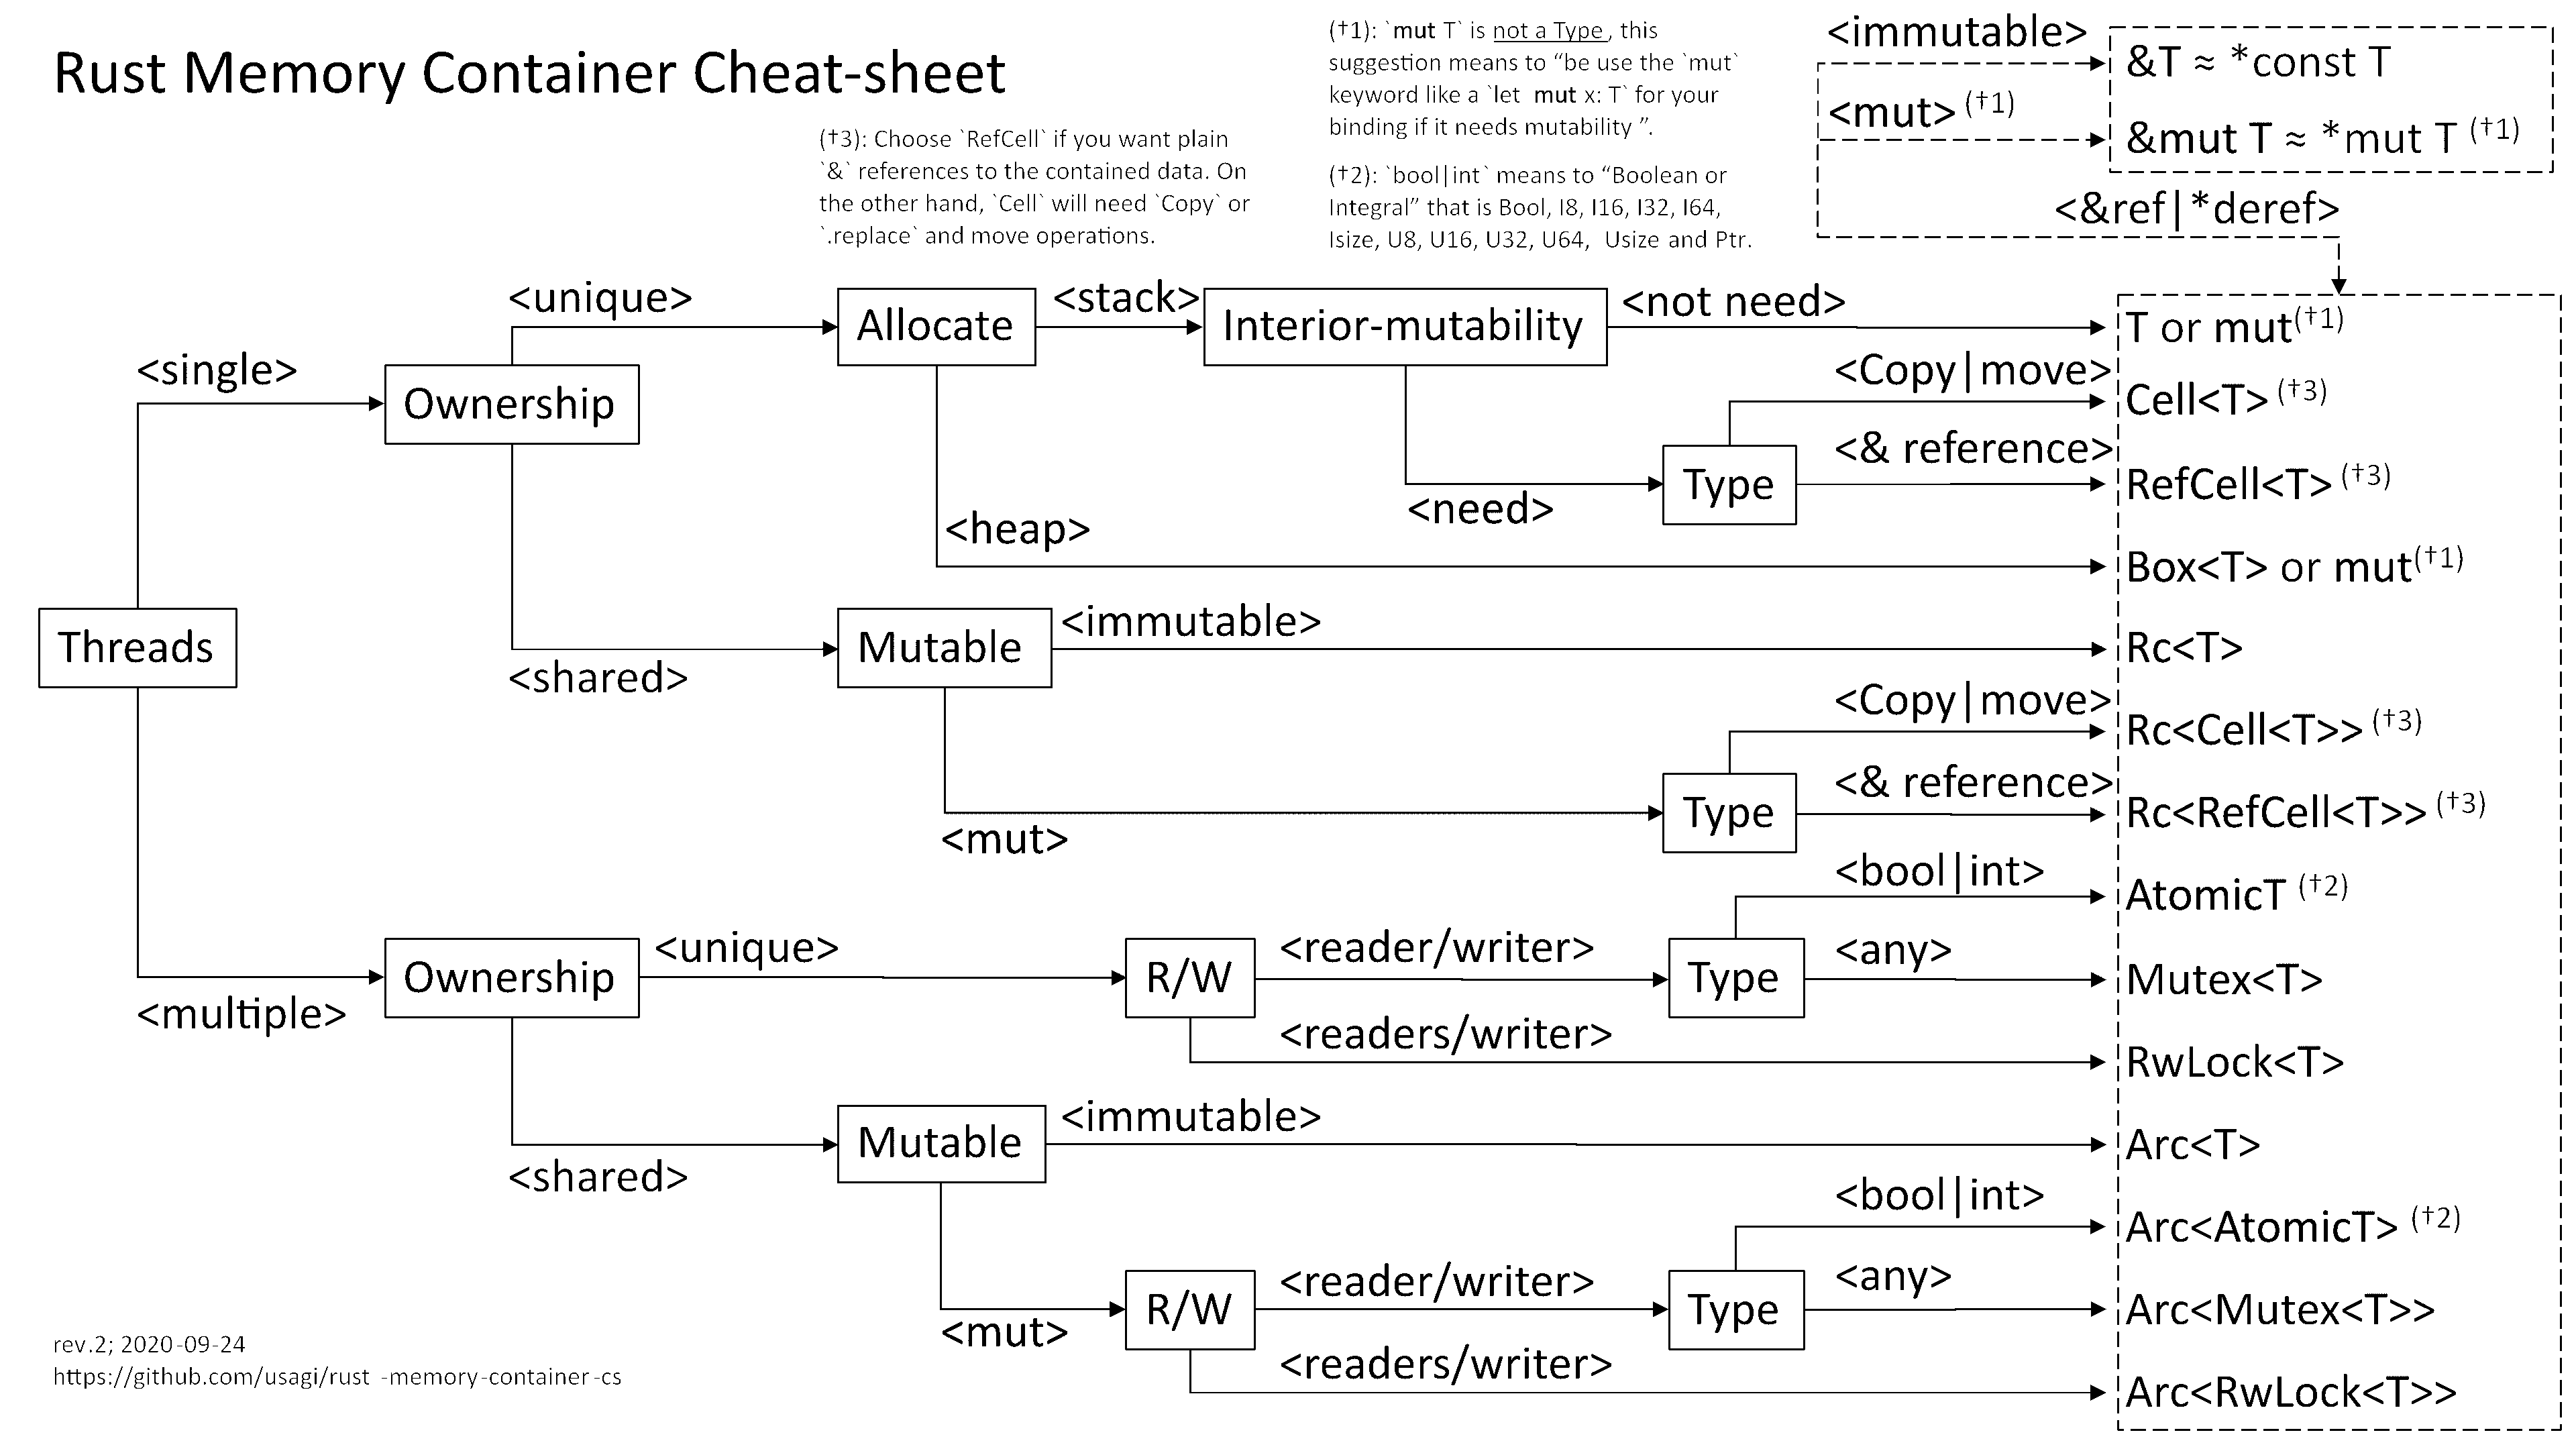 Rust Memory Container Cheat-sheet
(†3): Choose `RefCell` if you want plain
`&` references to the contained data. On
the other hand, `Cell` will need `Copy` or
`.replace` and move operations.
(†1): `mut T` is not a Type, this
suggestion means to “be use the `mut`
keyword like a `let mut x: T` for your
binding if it needs mutability ”.
(†2): `bool|int` means to “Boolean or
Integral” that is Bool, I8, I16, I32, I64,
Isize, U8, U16, U32, U64, Usize and Ptr.
<immutable>
&T ≈ *const T
<mut> (†1)
&mut T ≈ *mut T (†1)
<&ref|*deref>
<unique>
Allocate
<stack>
Interior-mutability
<not need>
T or mut(†1)
<single>
Ownership
<Copy|move>
Cell<T> (†3)
<& reference>
Type
RefCell<T> (†3)
<need>
<heap>
Box<T> or mut(†1)
Threads
<shared>
Mutable
<immutable>
Rc<T>
<Copy|move>
Rc<Cell<T>> (†3)
<& reference>
Type
Rc<RefCell<T>> (†3)
<mut>
<bool|int>
AtomicT (†2)
<multiple>
Ownership
<unique>
R/W
<reader/writer>
Type
<any>
Mutex<T>
<readers/writer>
RwLock<T>
<shared>
Mutable
<immutable>
Arc<T>
<bool|int>
Arc<AtomicT> (†2)
<mut>
R/W
<reader/writer>
Type
<any>
Arc<Mutex<T>>
<readers/writer>
Arc<RwLock<T>>
rev.2; 2020-09-24
https://github.com/usagi/rust -memory-container-cs